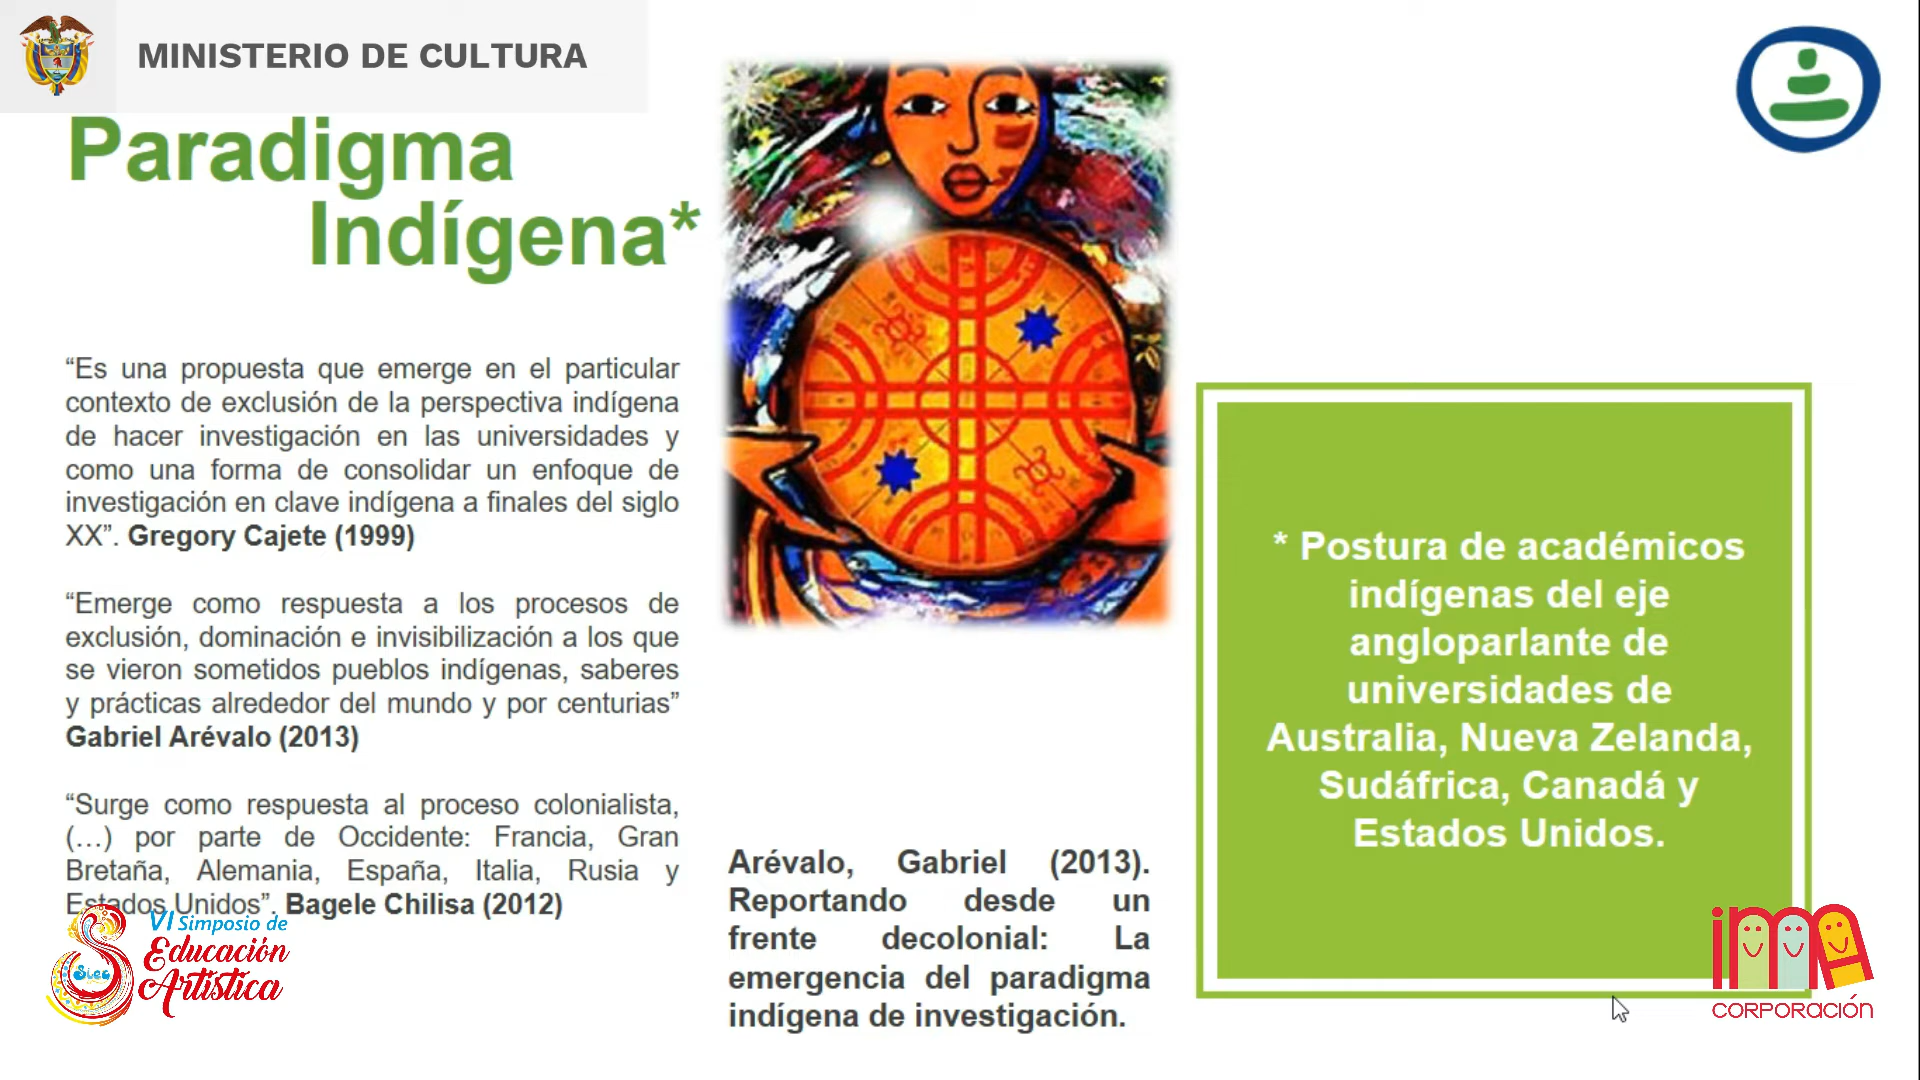 MINISTERIO DE CULTURA
Paradigma
Indígena*
“Es una propuesta que emerge en el particular
contexto de exclusión de la perspectiva indígena
de hacer investigación en las universidades y
como una forma de consolidar un enfoque de
investigación en clave indígena a finales del siglo
XX”. Gregory Cajete (1999)
“Emerge como respuesta a los procesos de
exclusión, dominación e invisibilización a los que
se vieron sometidos pueblos indígenas, saberes
y prácticas alrededor del mundo y por centurias”
Gabriel Arévalo (2013)
“Surge como respuesta al proceso colonialista,
(…) por parte de Occidente: Francia, Gran
Bretaña, Alemania, España, Italia, Rusia y
Estados Unidos”. Bagele Chilisa (2012)
Arévalo, Gabriel (2013).
Reportando desde un
frente decolonial: La
emergencia del paradigma
indígena de investigación.
* Postura de académicos
indígenas del eje
angloparlante de
universidades de
Australia, Nueva Zelanda,
Sudáfrica, Canadá y
Estados Unidos.
VI Simposio de
Educación
Artística
Siea
ima
CORPORACIÓN